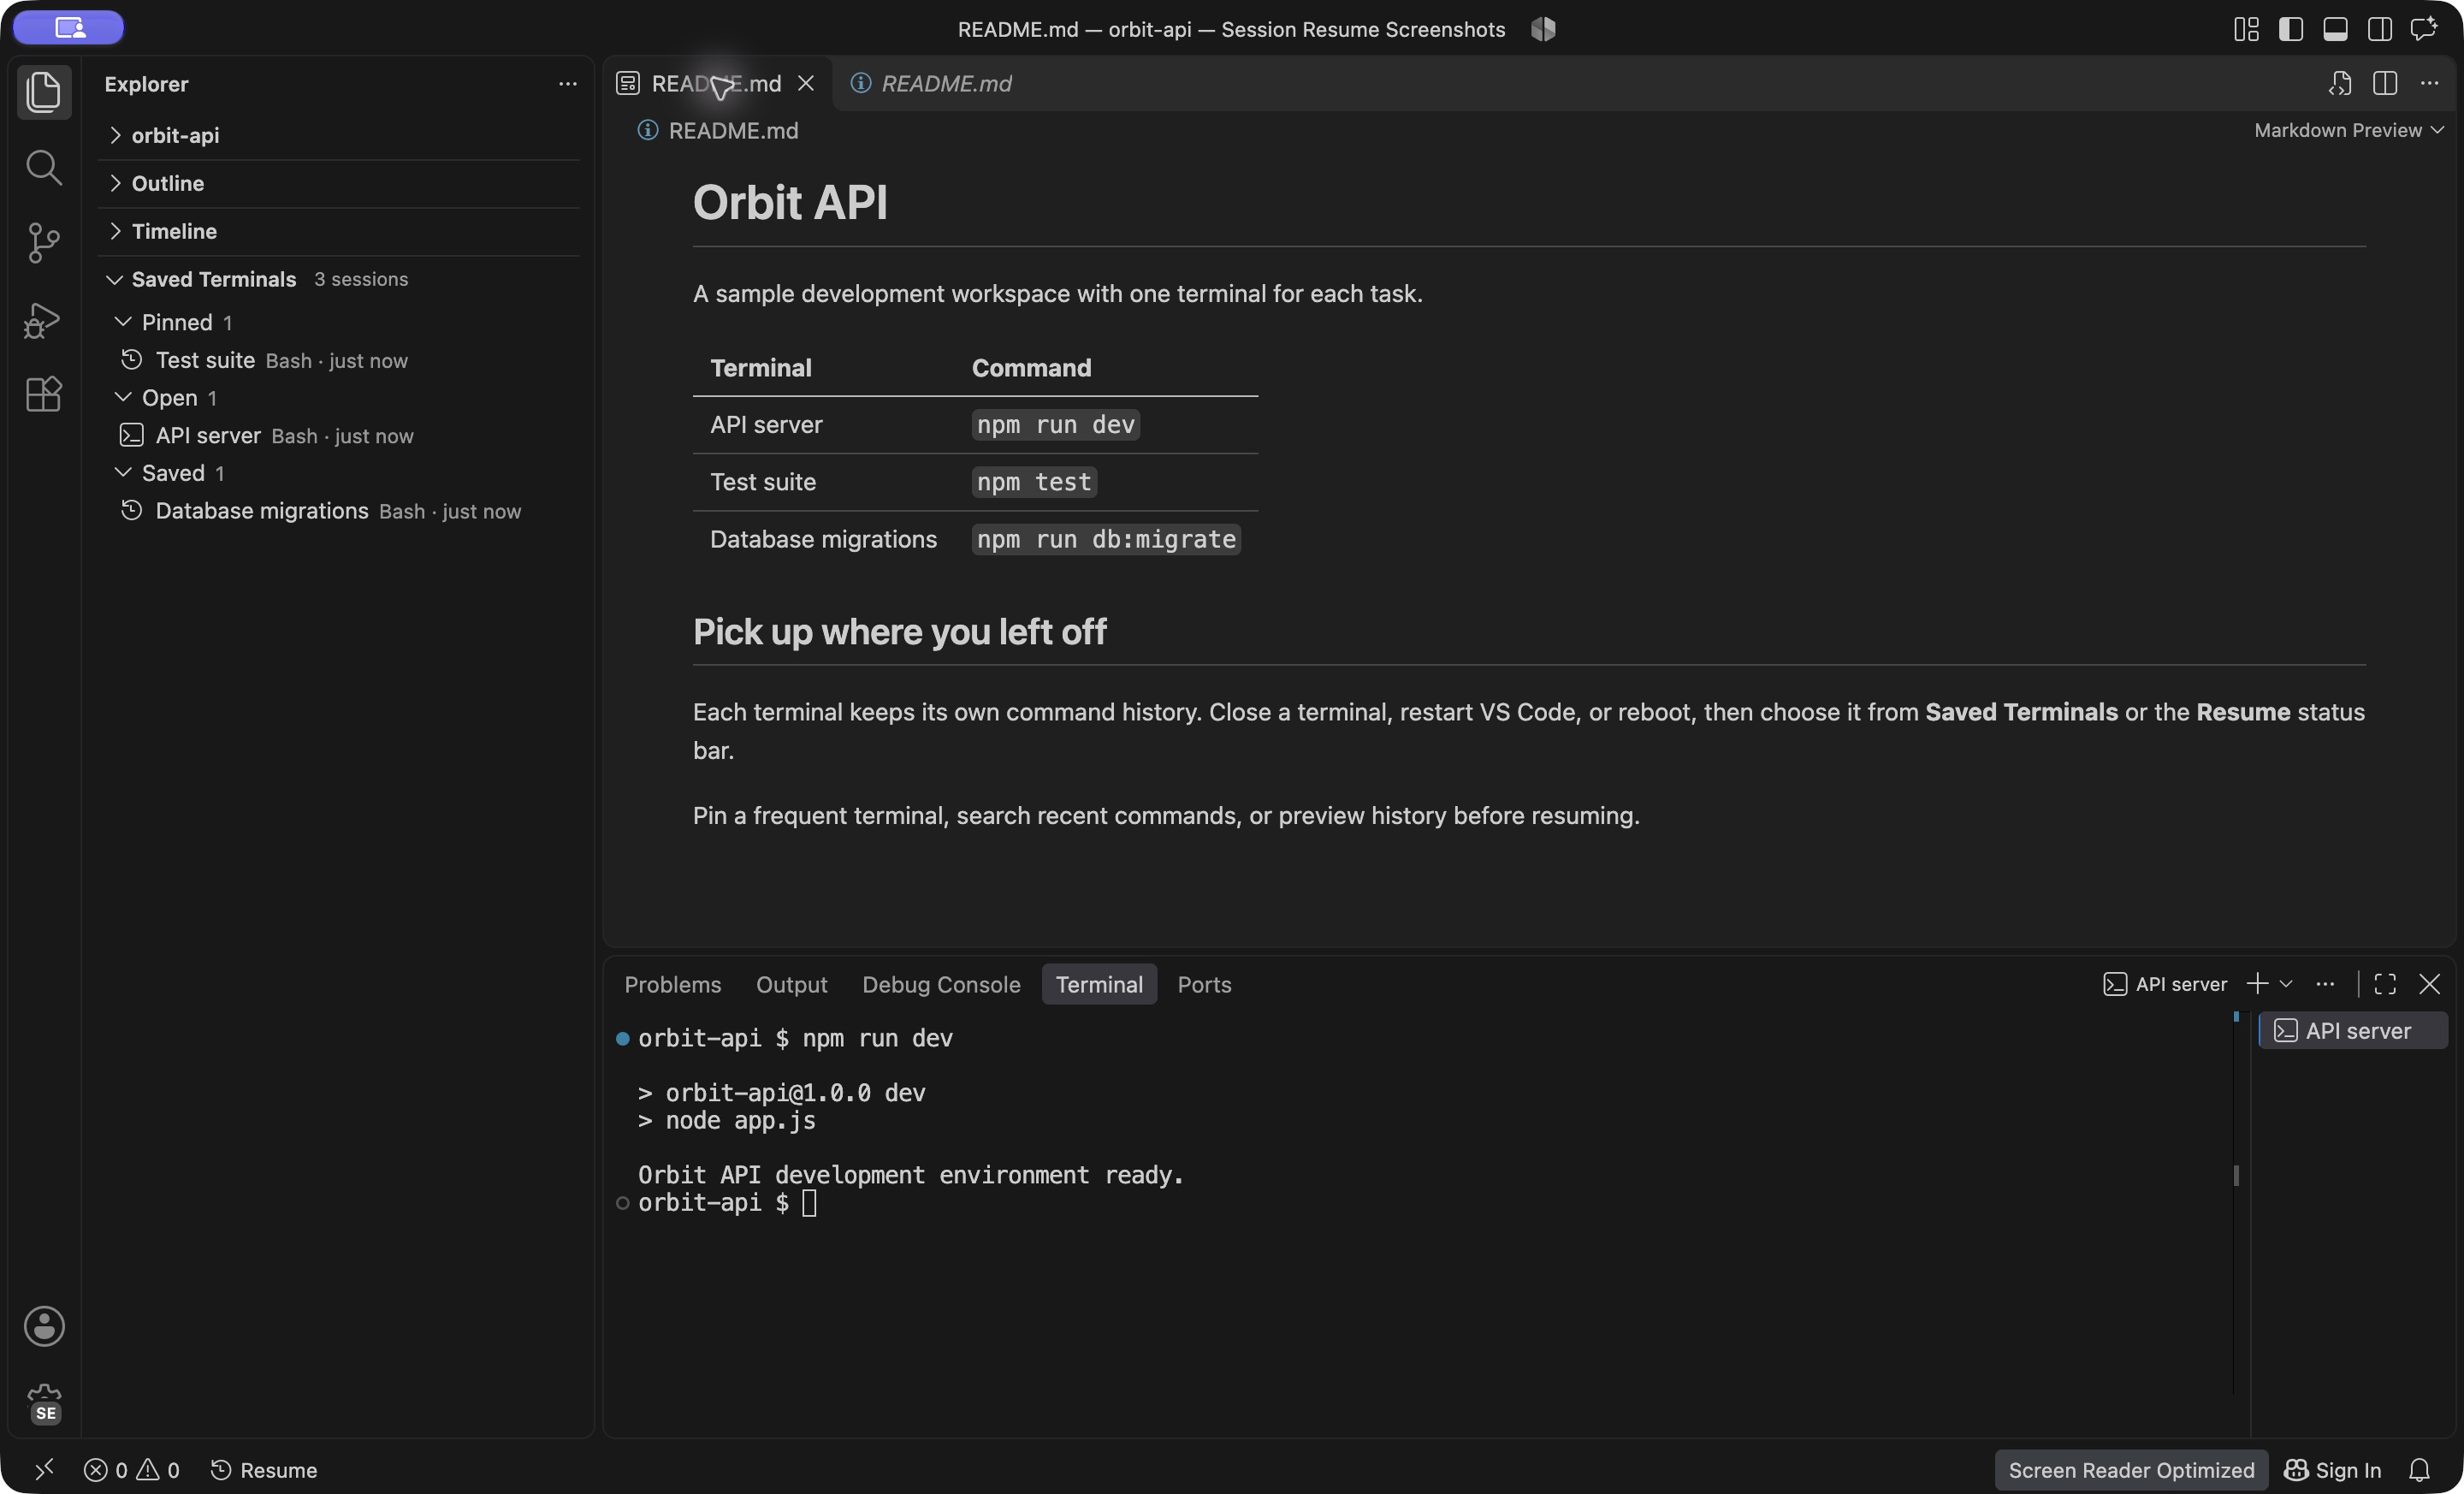 README.md — orbit-api — Session Resume Screenshots
Explorer
orbit-api
Outline
Timeline
Saved Terminals 3 sessions
Pinned 1
Test suite Bash · just now
Open 1
API server Bash · just now
Saved 1
Database migrations Bash · just now
SE
README.md README.md
README.md
Markdown Preview
Orbit API
A sample development workspace with one terminal for each task.
Terminal Command
API server npm run dev
Test suite npm test
Database migrations npm run db:migrate
Pick up where you left off
Each terminal keeps its own command history. Close a terminal, restart VS Code, or reboot, then choose it from Saved Terminals or the Resume status
bar.
Pin a frequent terminal, search recent commands, or preview history before resuming.
Problems Output Debug Console Terminal Ports
API server
orbit-api $ npm run dev
> orbit-api@1.0.0 dev
> node app.js
Orbit API development environment ready.
orbit-api $
API server
0 0 Resume
Screen Reader Optimized Sign In